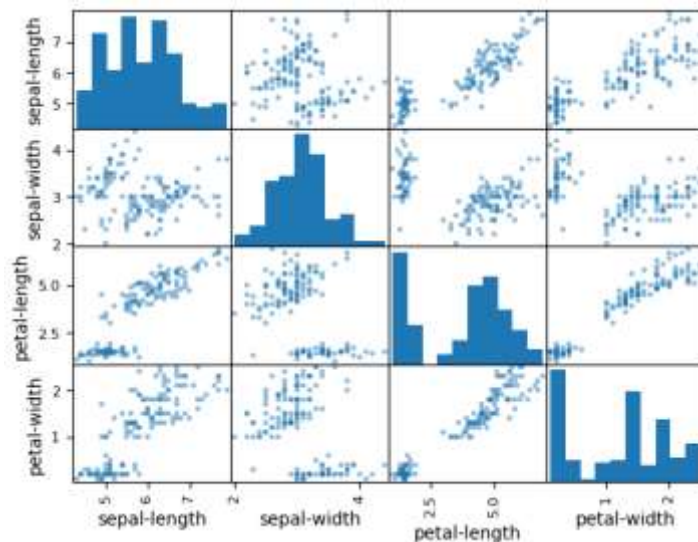 sepal-length
7
6
5
sepal-width
4
3
2
petal-length
5.0
2.5
petal-width
2
1
5 6 7
2 4
2.5 5.0
1 2
sepal-length sepal-width petal-length petal-width